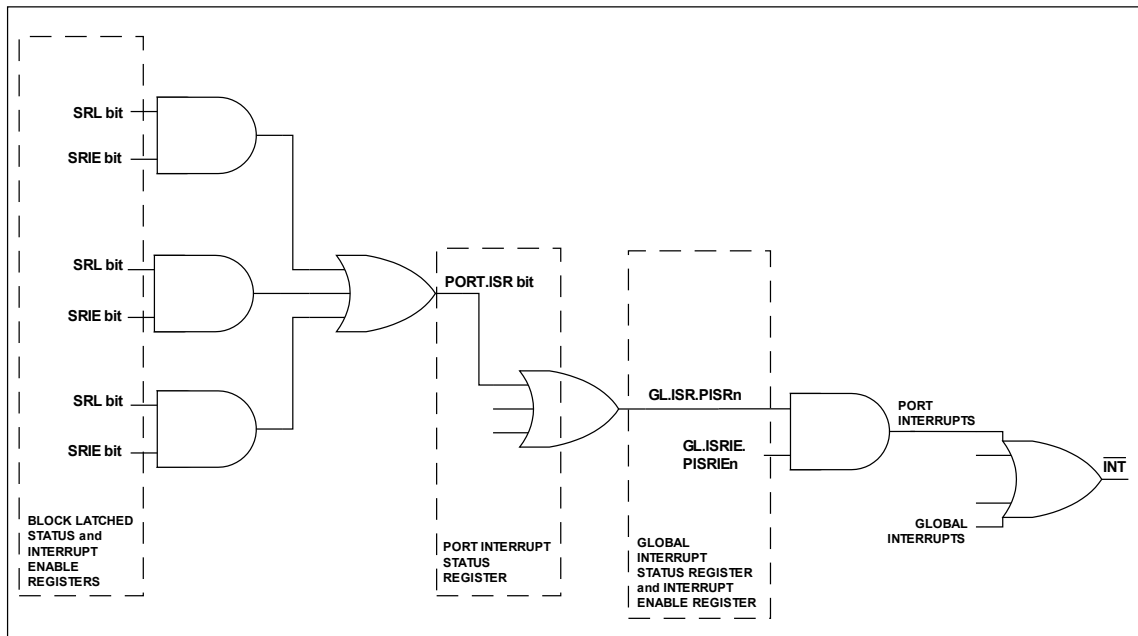 SRL bit
SRIE bit
SRL bit
SRIE bit
SRL bit
SRIE bit
BLOCK LATCHED
STATUS and
INTERRUPT
ENABLE
REGISTERS
PORT.ISR bit
PORT INTERRUPT
STATUS
REGISTER
GL.ISR.PISRn
GL.ISRIE.
PISRIEn
GLOBAL
INTERRUPT
STATUS REGISTER
and INTERRUPT
ENABLE REGISTER
PORT
INTERRUPTS
GLOBAL
INTERRUPTS
INT